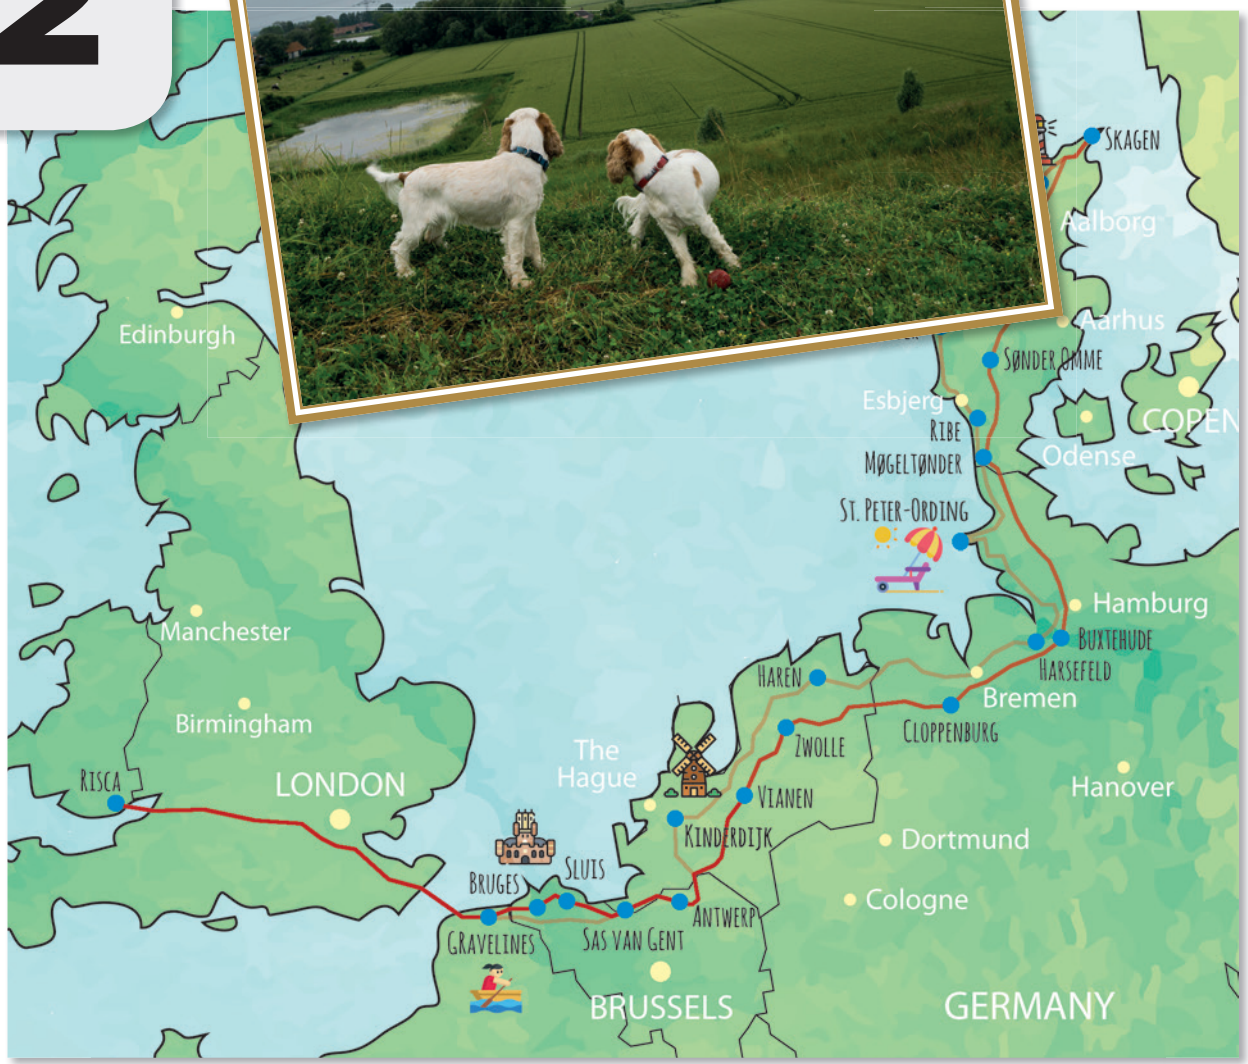 2
SKAGEN
Aalborg
Edinburgh
Aarhus
SØNDER OMME
Esbjerg
RIBE
COPEN
MØGELTØNDER
Odense
ST. PETER-ORDING
Hamburg
Manchester
BUXTEHUDE
HARSEFELD
HAREN
Bremen
Birmingham
CLOPPENBURG
ZWOLLE
The
Hague
RISCA
LONDON
Hanover
VIANEN
KINDERDIJK
Dortmund
SLUIS
BRUGES
Cologne
ANTWERP
GRAVELINES
SAS VAN GENT
BRUSSELS
GERMANY